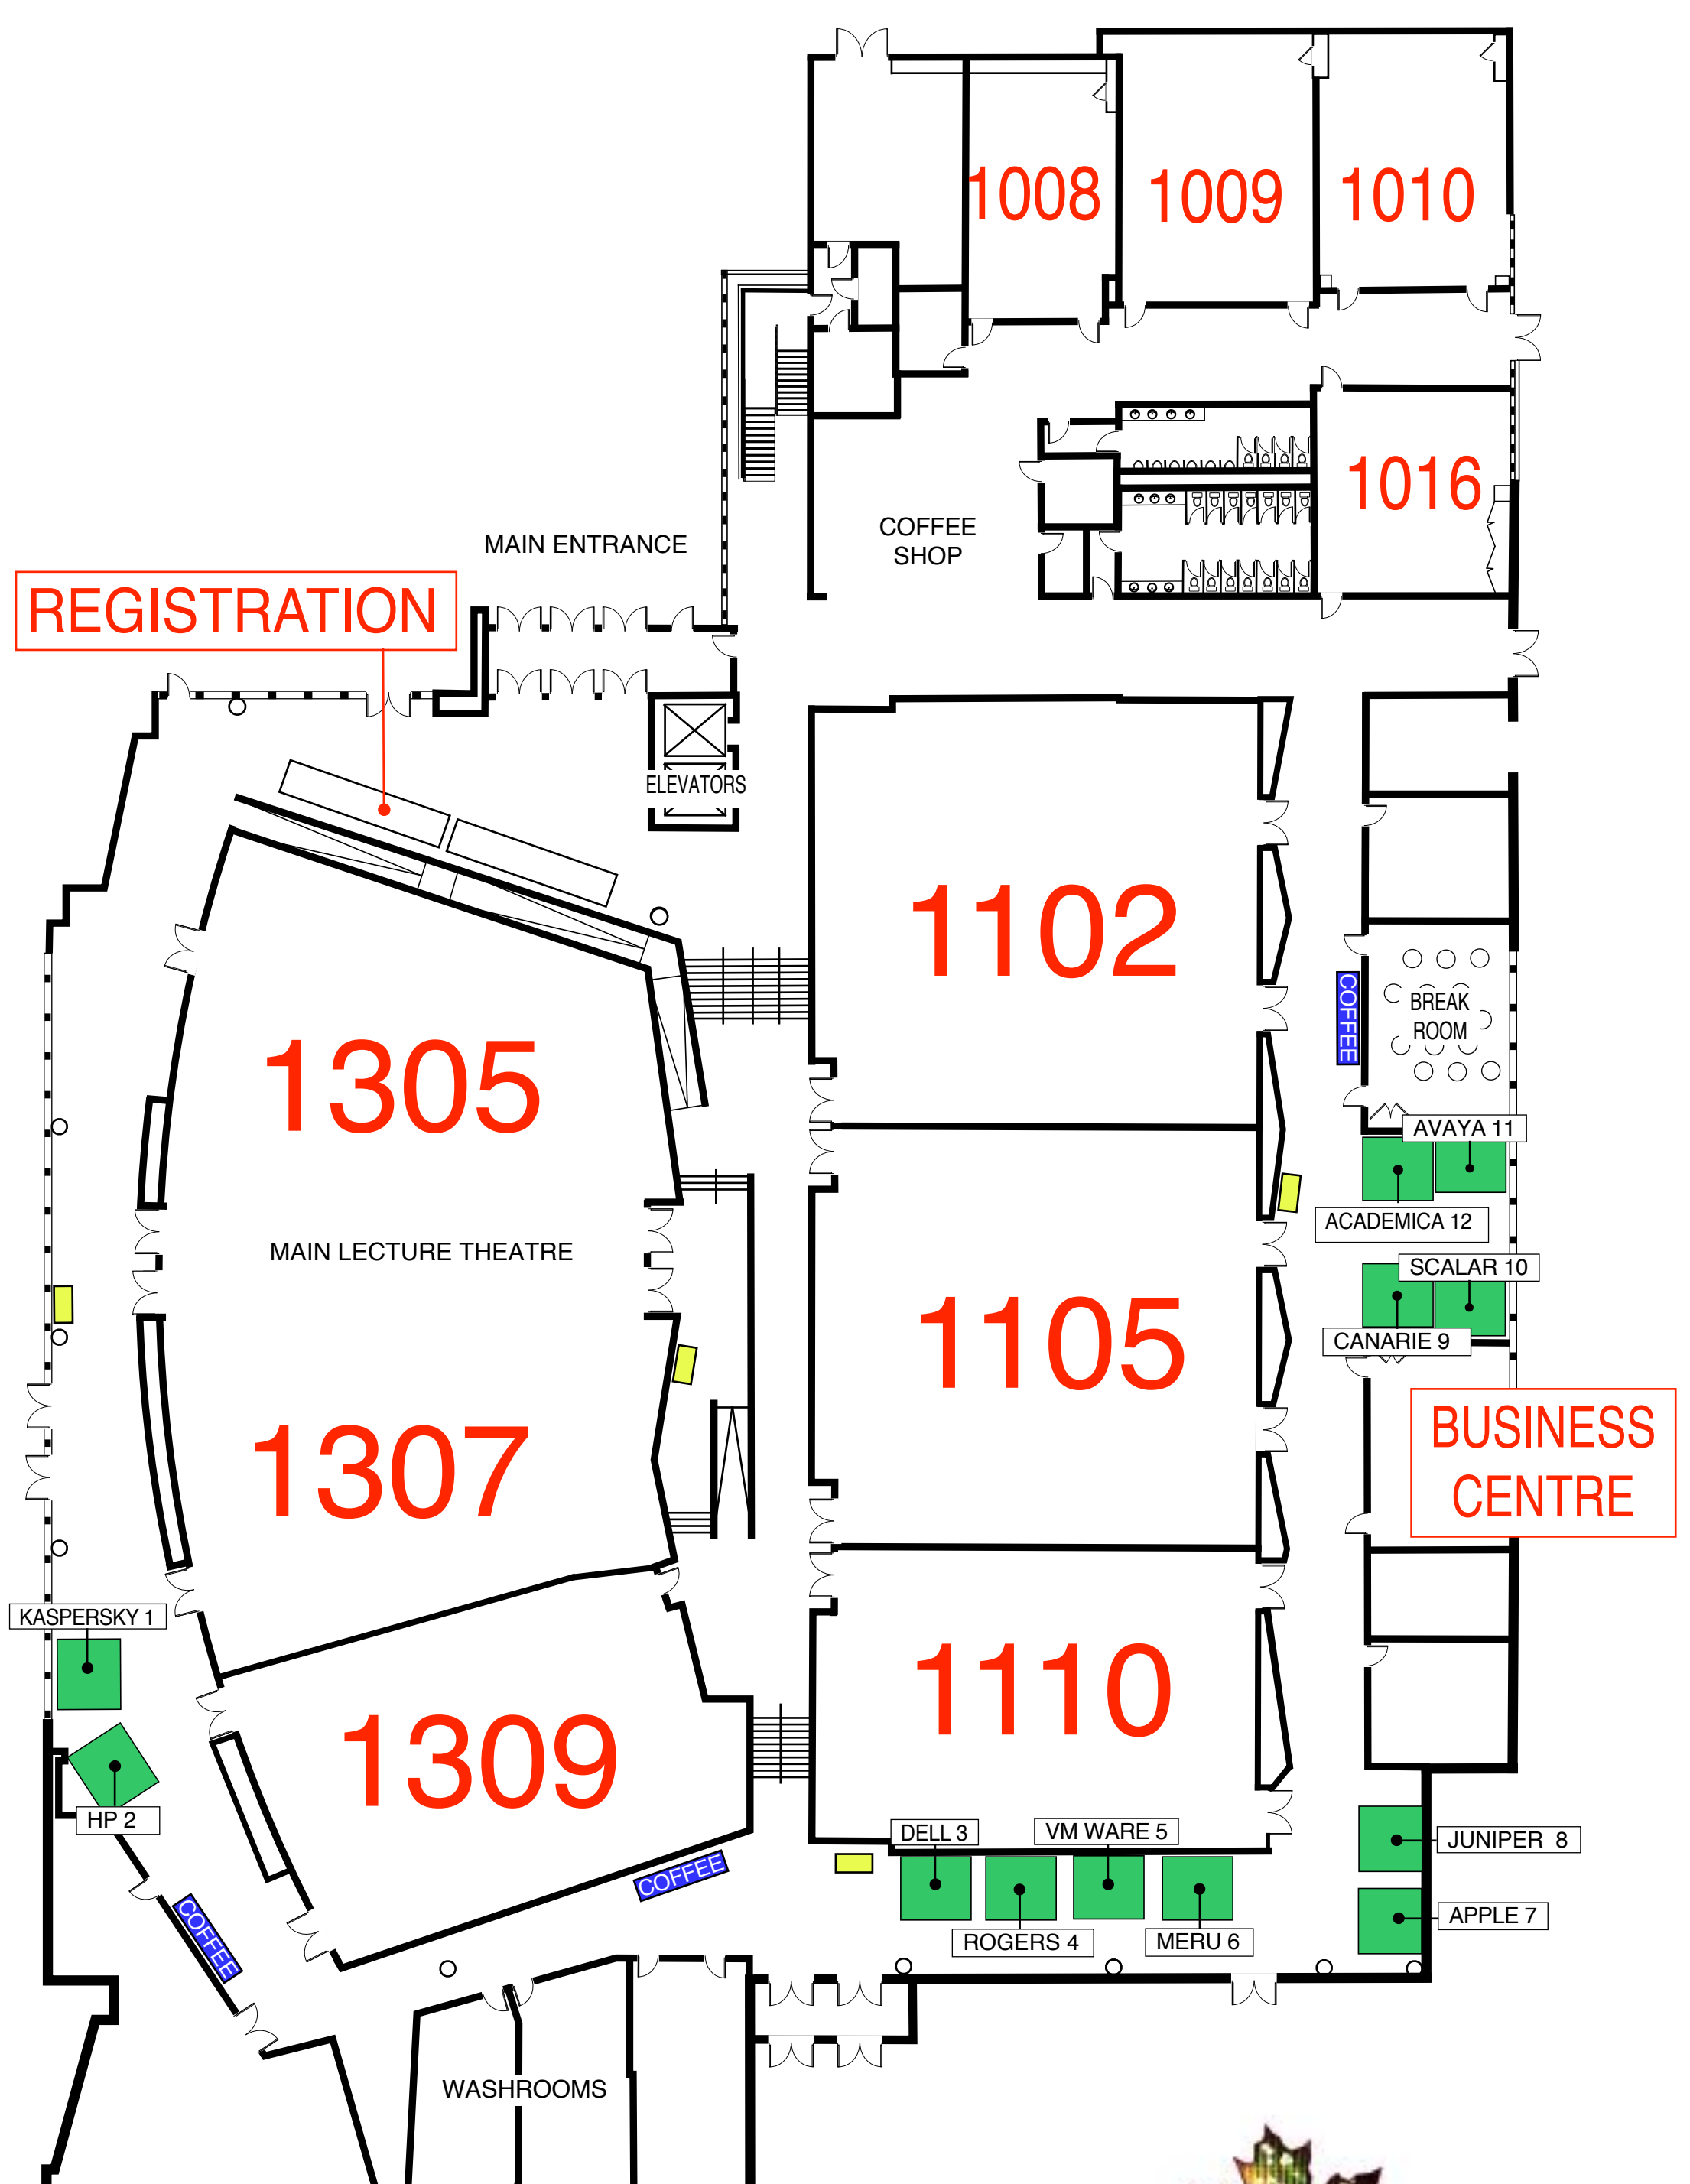 1008
1009
1010
1016
COFFEE
SHOP
MAIN ENTRANCE
REGISTRATION
ELEVATORS
1102
1305
COFFEE
BREAK
ROOM
AVAYA 11
ACADEMICA 12
MAIN LECTURE THEATRE
SCALAR 10
CANARIE 9
1105
1307
BUSINESS
CENTRE
KASPERSKY 1
1110
1309
HP 2
DELL 3
VM WARE 5
JUNIPER 8
COFFEE
COFFEE
ROGERS 4
MERU 6
APPLE 7
WASHROOMS